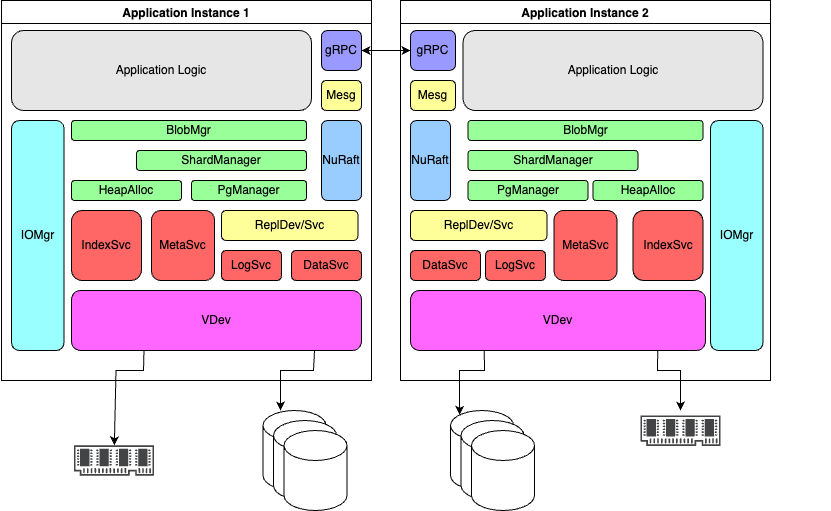 Application Instance 1
Application Logic
gRPC
Mesg
BlobMgr
ShardManager
NuRaft
HeapAlloc
PgManager
IOMgr
IndexSvc
MetaSvc
ReplDev/Svc
LogSvc
DataSvc
VDev
Application Instance 2
gRPC
Application Logic
Mesg
BlobMgr
NuRaft
ShardManager
PgManager
HeapAlloc
ReplDev/Svc
MetaSvc
IndexSvc
IOMgr
DataSvc
LogSvc
VDev